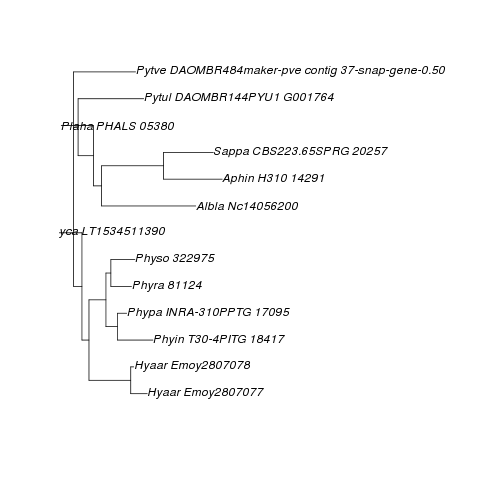 Pytve DAOMBR484maker-pve contig 37-snap-gene-0.50
Pytul DAOMBR144PYU1 G001764
Plaha PHALS 05380
Sappa CBS223.65SPRG 20257
Aphin H310 14291
Albla Nc14056200
yca LT1534511390
Physo 322975
Phyra 81124
Phypa INRA-310PPTG 17095
Phyin T30-4PITG 18417
Hyaar Emoy2807078
Hyaar Emoy2807077